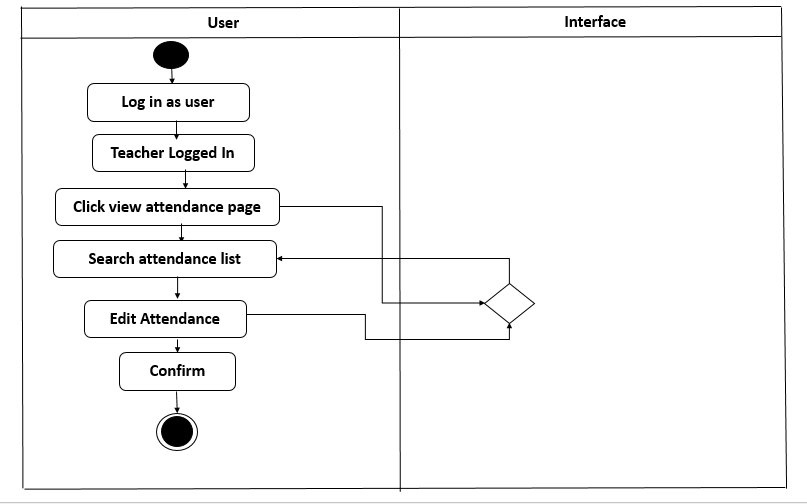 User
Interface
Log in as user
Teacher Logged In
Click view attendance page
Search attendance list
Edit Attendance
Confirm